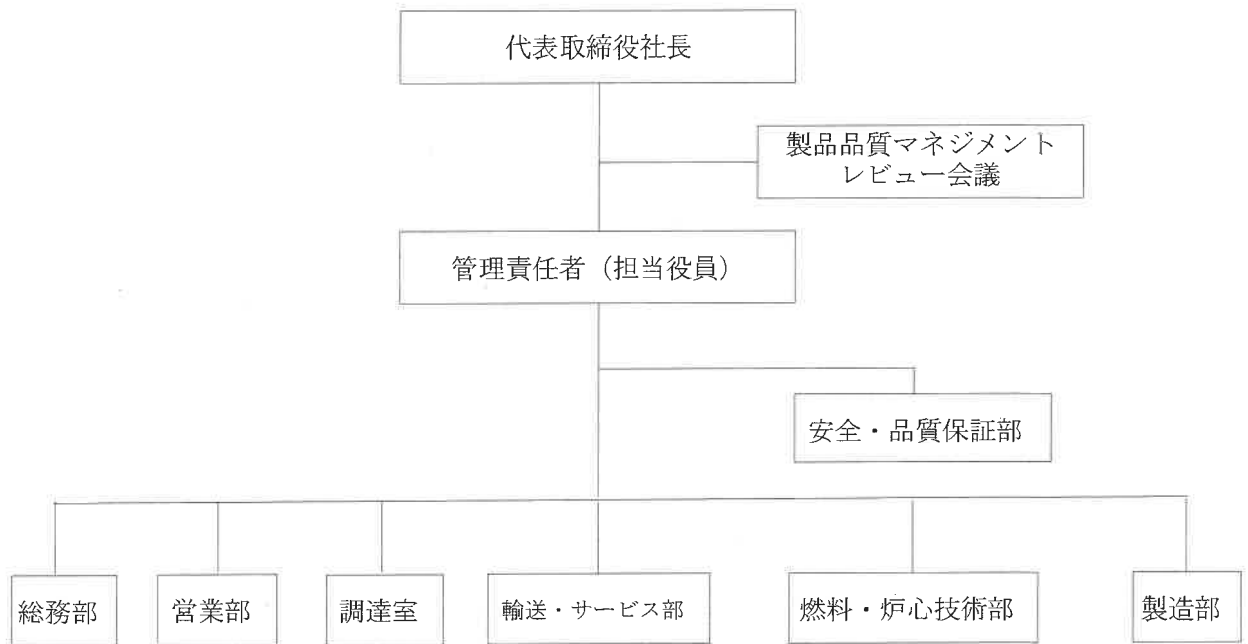 代表取締役社長
製品品質マネジメント
レビュー会議
管理責任者（担当役員）
安全・品質保証部
総務部
営業部
調達室
輸送・サービス部
燃料・炉心技術部
製造部